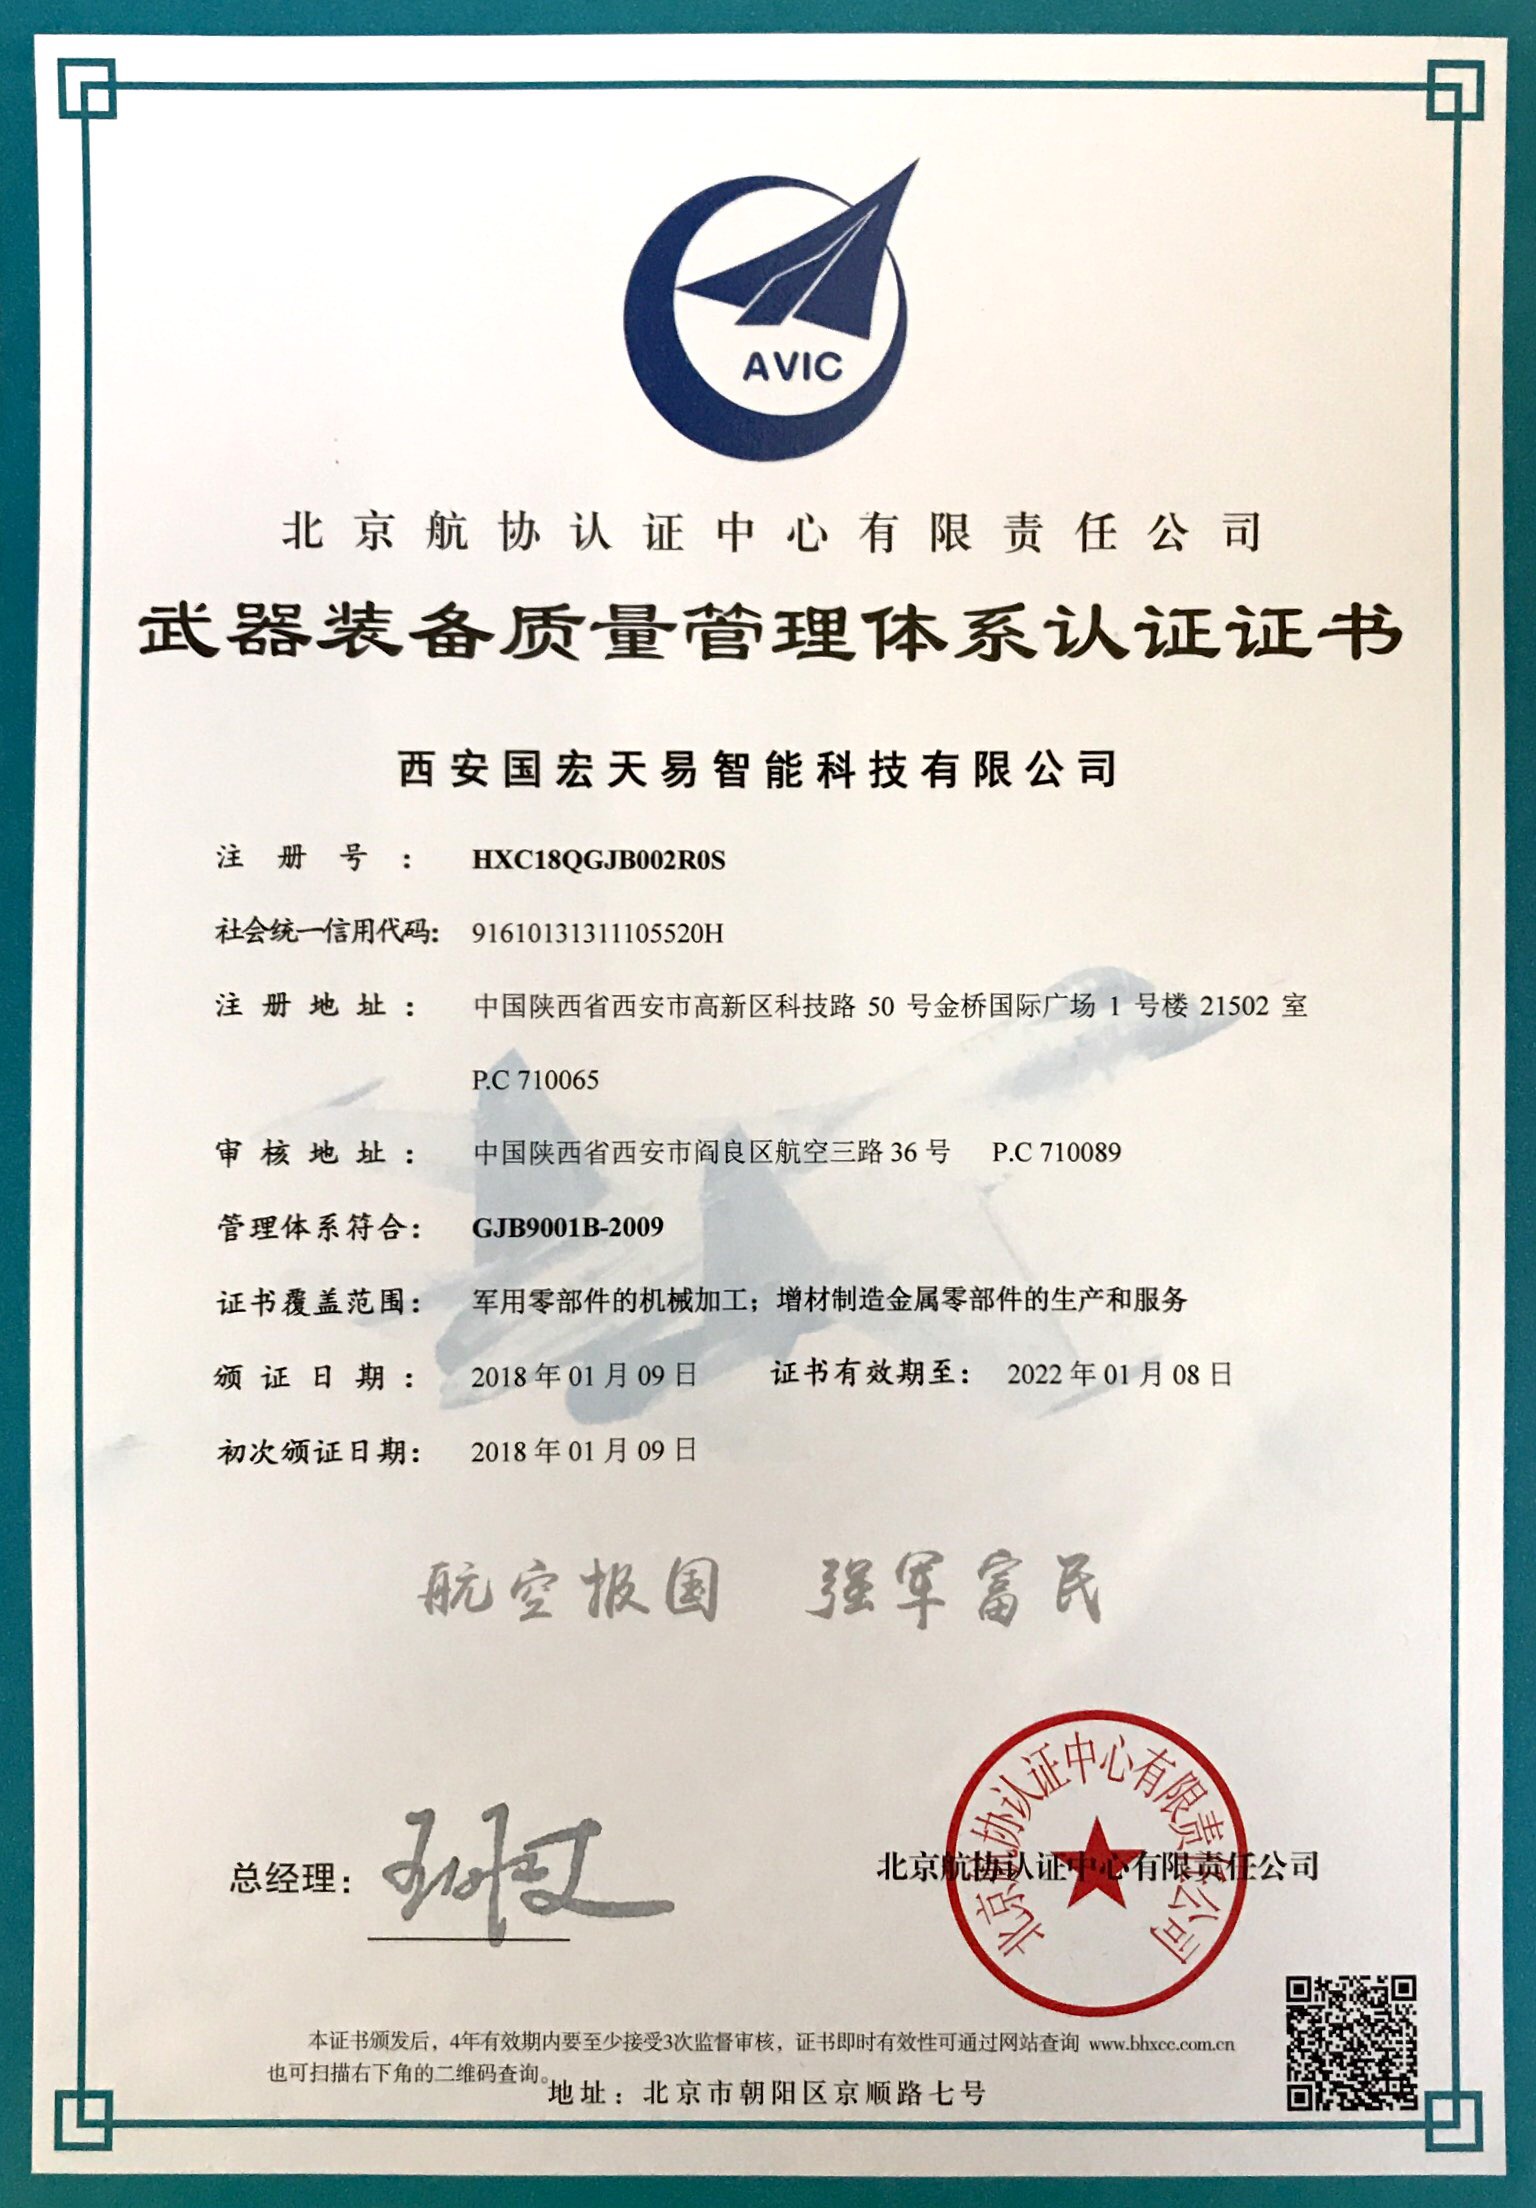 AVIC
北京航协认证中心有限责任公司
武器装备质量管理体系认证证书
西安国宏天易智能科技有限公司
注册号： HXC18QGJB002R0S
社会统一信用代码： 91610131311105520H
注册地址： 中国陕西省西安市高新区科技路 50 号金桥国际广场 1 号楼 21502 室
P.C 710065
审核地址： 中国陕西省西安市阎良区航空三路 36 号 P.C 710089
管理体系符合： GJB9001B-2009
证书覆盖范围： 军用零部件的机械加工；增材制造金属零部件的生产和服务
颁证日期： 2018 年 01 月 09 日 证书有效期至： 2022 年 01 月 08 日
初次颁证日期： 2018 年 01 月 09 日
航空报国 强军富民
北京航协认证中心有限责任公司
总经理：
北京航协认证中心有限责任公司
本证书颁发后，4年有效期内要至少接受3次监督审核，证书即时有效性可通过网站查询 www.bhxcc.com.cn
也可扫描右下角的二维码查询。
地址：北京市朝阳区京顺路七号